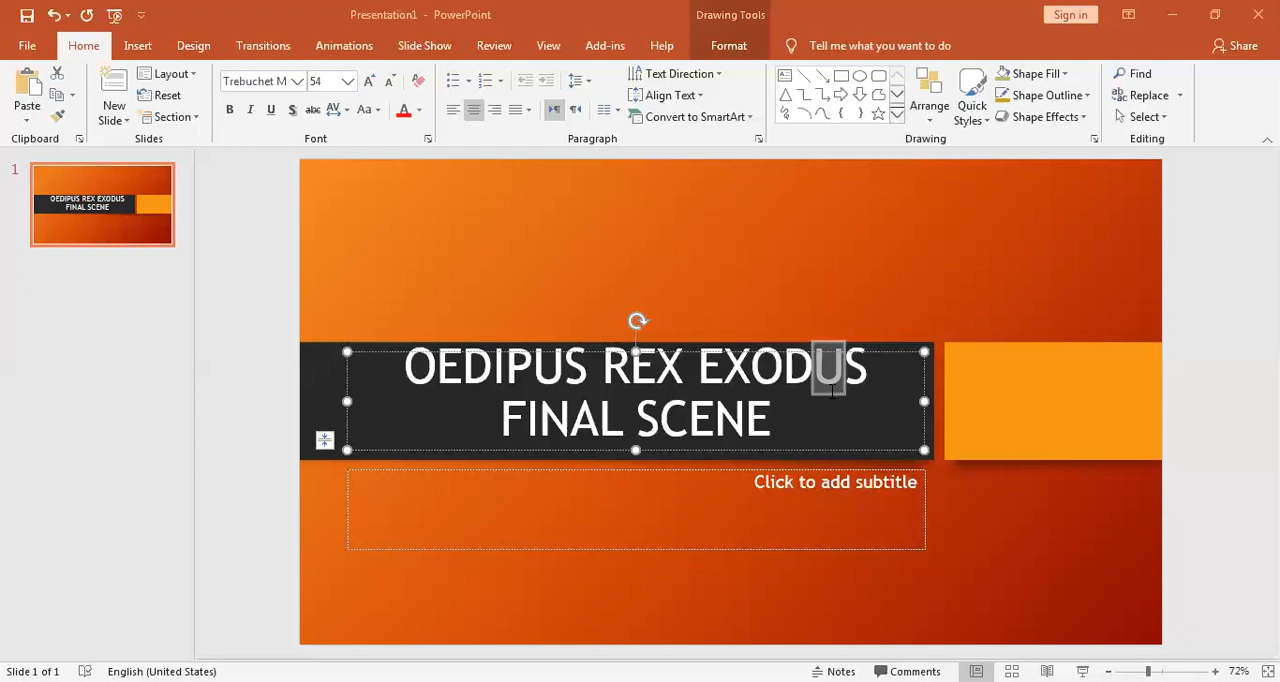 Presentation1 - PowerPoint
Drawing Tools
Sign in
File Home Insert Design Transitions Animations Slide Show Review View Add-ins Help Format Tell me what you want to do Share
Paste
Clipboard
New Slide
Layout
Reset
Section
Slides
Trebuchet M 54
B I U S abc AV Aa A
Font
Text Direction
Align Text
Convert to SmartArt
Paragraph
Arrange
Quick Styles
Shape Fill
Shape Outline
Shape Effects
Drawing
Find
Replace
Select
Editing
1
OEDIPUS REX EXODUS
FINAL SCENE
OEDIPUS REX EXODUS
FINAL SCENE
Click to add subtitle
Slide 1 of 1 English (United States) Notes Comments 72%